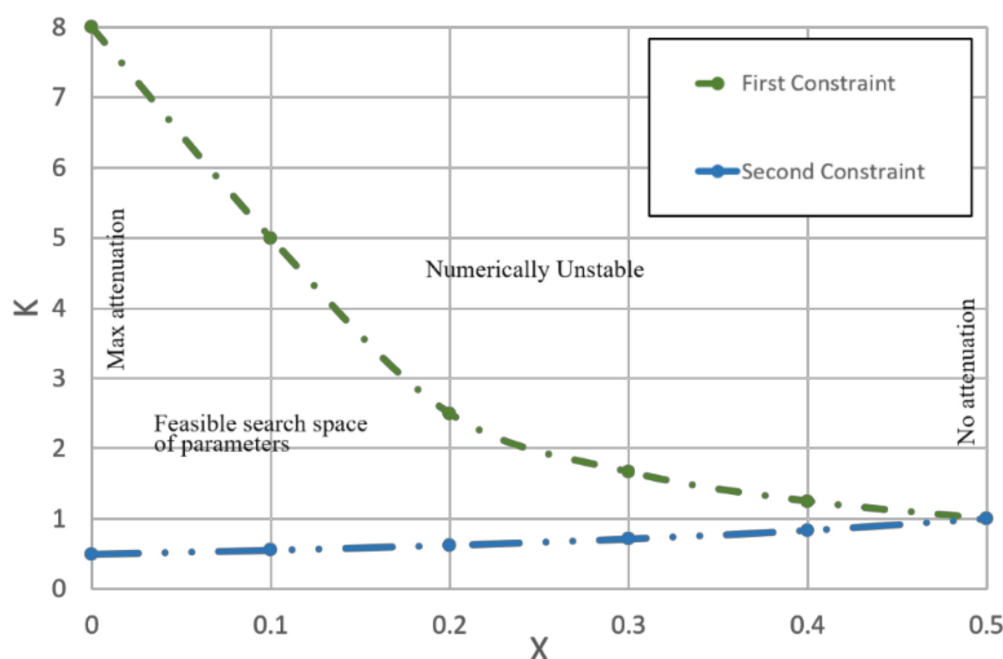 8
7
6
5
4
3
2
1
0
K
First Constraint
Second Constraint
Max attenuation
Numerically Unstable
No attenuation
Feasible search space
of parameters
0 0.1 0.2 0.3 0.4 0.5
X